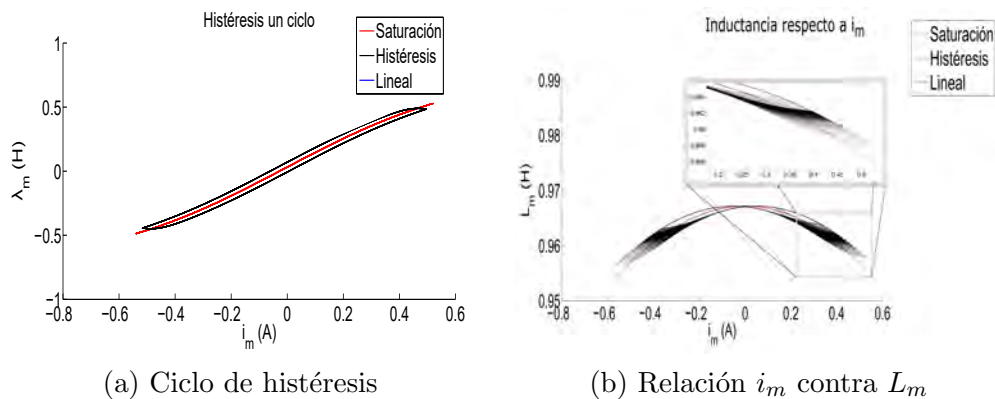 Histéresis un ciclo
Saturación
Histéresis
Lineal
1
0.5
0
−0.5
−1
λm (H)
−0.8 −0.6 −0.4 −0.2 0 0.2 0.4 0.6
im (A)
(a) Ciclo de histéresis
Inductancia respecto a im
Saturación
Histéresis
Lineal
0.99
0.98
0.97
0.96
0.95
Lm (H)
−0.8 −0.6 −0.4 −0.2 0 0.2 0.4 0.6
im (A)
(b) Relación im contra Lm